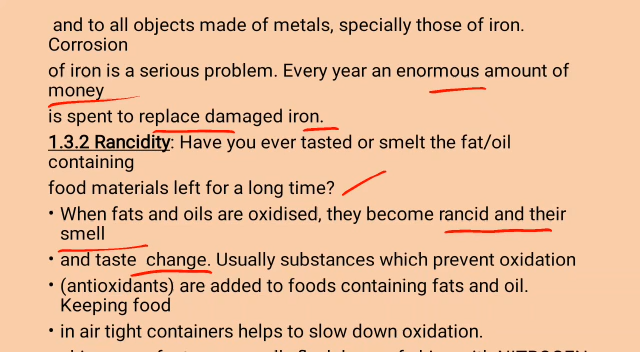 and to all objects made of metals, specially those of iron.
Corrosion
of iron is a serious problem. Every year an enormous amount of
money
is spent to replace damaged iron.
1.3.2 Rancidity: Have you ever tasted or smelt the fat/oil
containing
food materials left for a long time?
• When fats and oils are oxidised, they become rancid and their
smell
• and taste change. Usually substances which prevent oxidation
• (antioxidants) are added to foods containing fats and oil.
Keeping food
• in air tight containers helps to slow down oxidation.